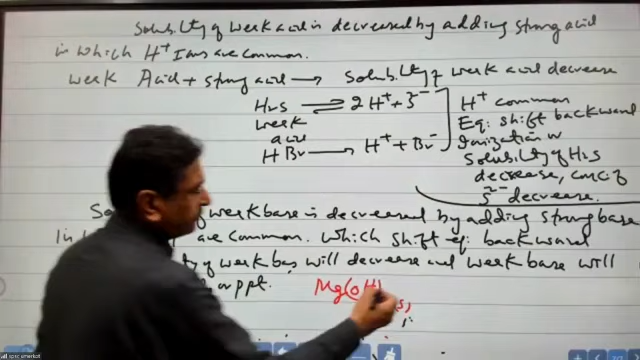 Solubility of weak acid is decreased by adding strong acid
in which H+ Ions are common.
weak Acid + strong acid → Solubility of weak acid decrease
H2S ⇌ 2H+ + S--
weak acid
HBr → H+ + Br-
H+ common
Eq: shift backward
Ionization or
Solubility of H2S
decrease, conc: of
S-- decrease.
of weak base is decreased by adding strong base
are common. Which shift eq: backward
of weak bas will decrease and weak base will
or ppt.
Mg(OH)
(s)